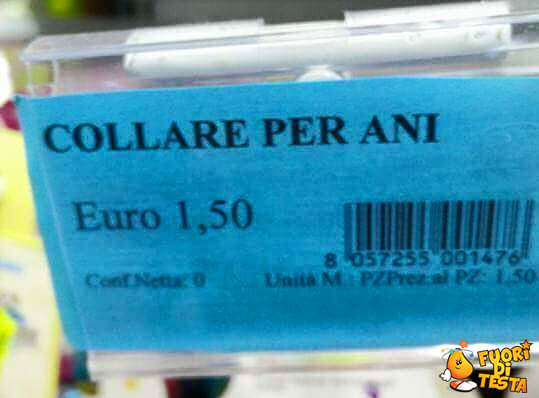 COLLARE PER ANI
Euro 1,50
8 057255 001476
Conf.Netta: 0 Unità M : PZPrez.al PZ: 1,50
FUORI
DI
TESTA